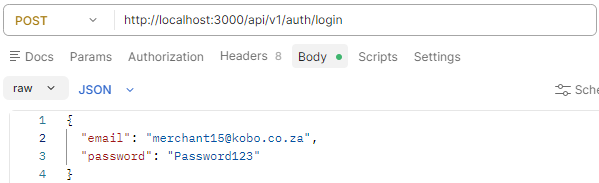 POST http://localhost:3000/api/v1/auth/login
Docs Params Authorization Headers 8 Body Scripts Settings
raw JSON Sche
1 {
2 "email": "merchant15@kobo.co.za",
3 "password": "Password123"
4 }